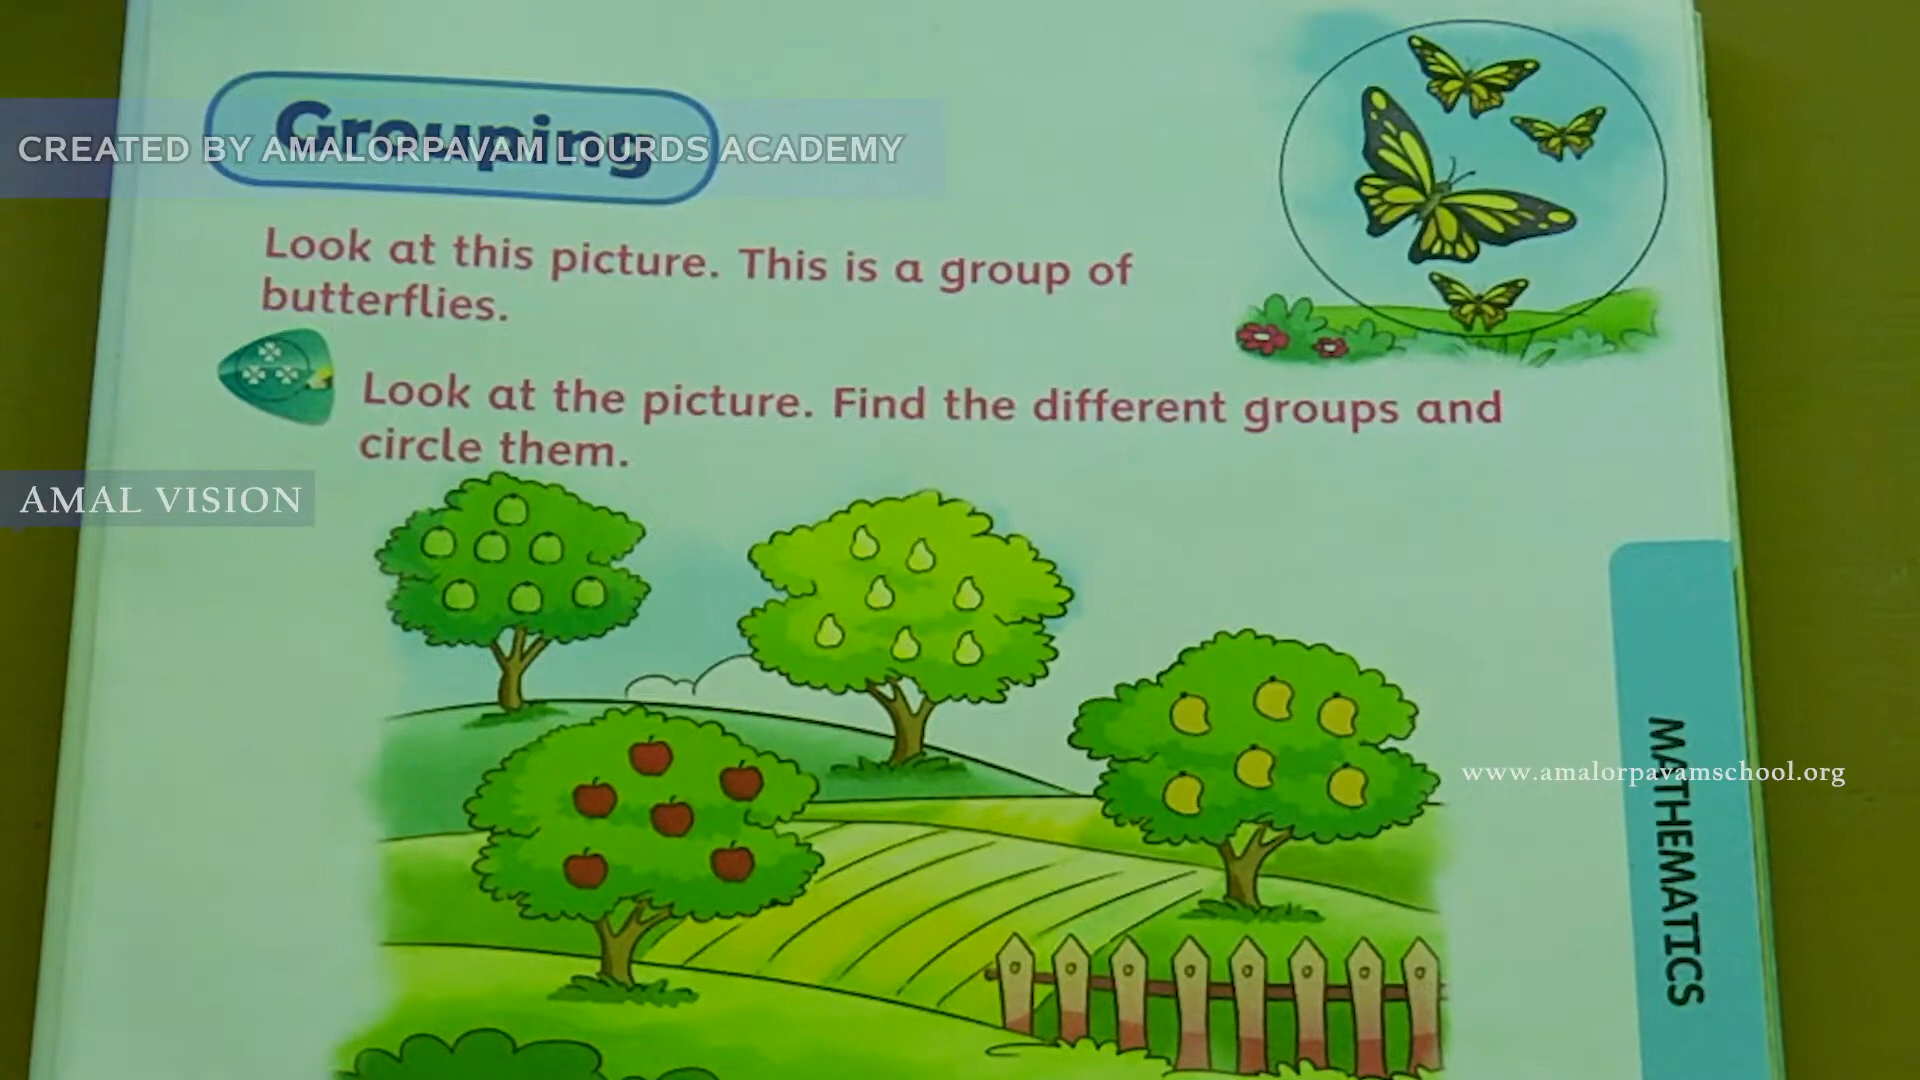 Grouping
CREATED BY AMALORPAVAM LOURDS ACADEMY
Look at this picture. This is a group of
butterflies.
Look at the picture. Find the different groups and
circle them.
AMAL VISION
www.amalorpavamschool.org
MATHEMATICS